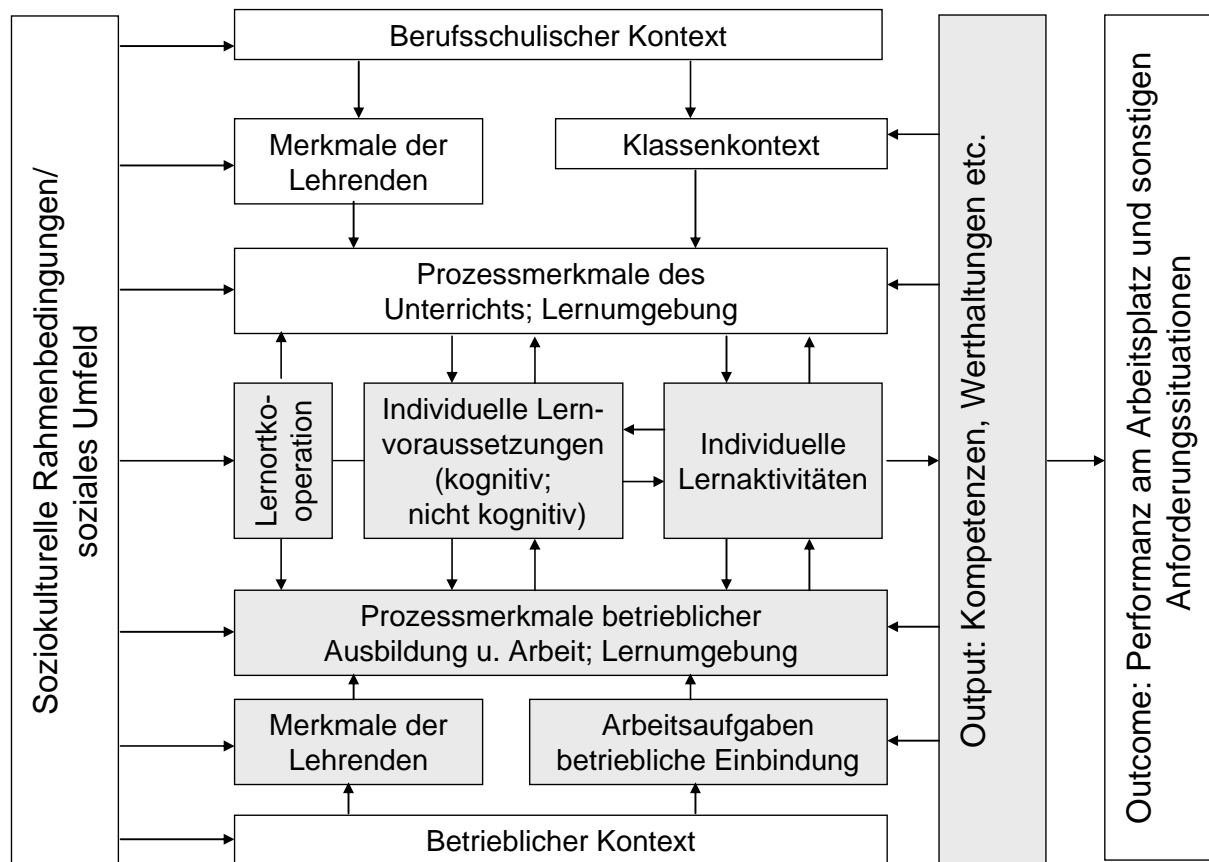 Soziokulturelle Rahmenbedingungen/
soziales Umfeld
Berufsschulischer Kontext
Merkmale der
Lehrenden
Klassenkontext
Prozessmerkmale des
Unterrichts; Lernumgebung
Lernortko-
operation
Individuelle Lern-
voraussetzungen
(kognitiv;
nicht kognitiv)
Individuelle
Lernaktivitäten
Prozessmerkmale betrieblicher
Ausbildung u. Arbeit; Lernumgebung
Merkmale der
Lehrenden
Arbeitsaufgaben
betriebliche Einbindung
Betrieblicher Kontext
Output: Kompetenzen, Werthaltungen etc.
Outcome: Performanz am Arbeitsplatz und sonstigen
Anforderungssituationen